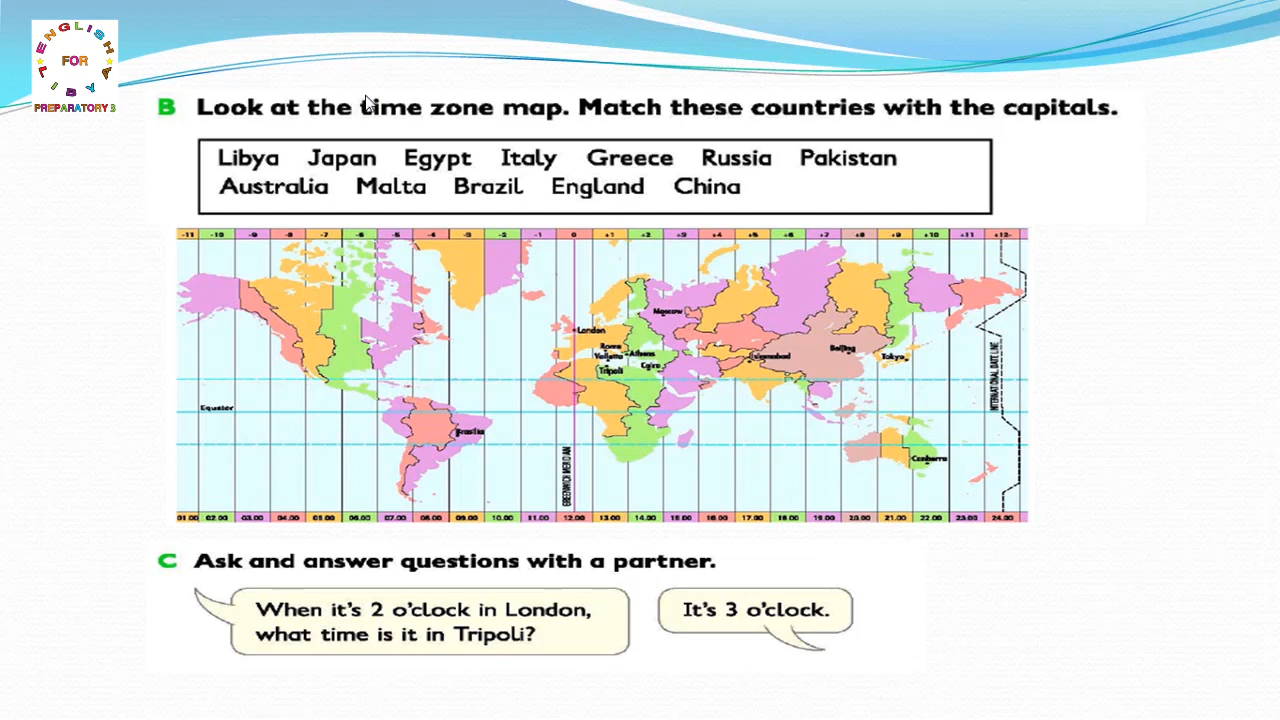 ENGLISH
FOR
LIBYA
PREPARATORY 3
B Look at the time zone map. Match these countries with the capitals.
Libya Japan Egypt Italy Greece Russia Pakistan
Australia Malta Brazil England China
-11 -10 -9 -8 -7 -6 -5 -4 -3 -2 -1 0 +1 +2 +3 +4 +5 +6 +7 +8 +9 +10 +11 +12-
Moscow
London
Rome
Valletta Athens
Tripoli Cairo
Islamabad
Beijing
Tokyo
INTERNATIONAL DATE LINE
Equator
Brasilia
Canberra
GREENWICH MERIDIAN
01.00 02.00 03.00 04.00 05.00 06.00 07.00 08.00 09.00 10.00 11.00 12.00 13.00 14.00 15.00 16.00 17.00 18.00 19.00 20.00 21.00 22.00 23.00 24.00
C Ask and answer questions with a partner.
When it's 2 o'clock in London,
what time is it in Tripoli?
It's 3 o'clock.